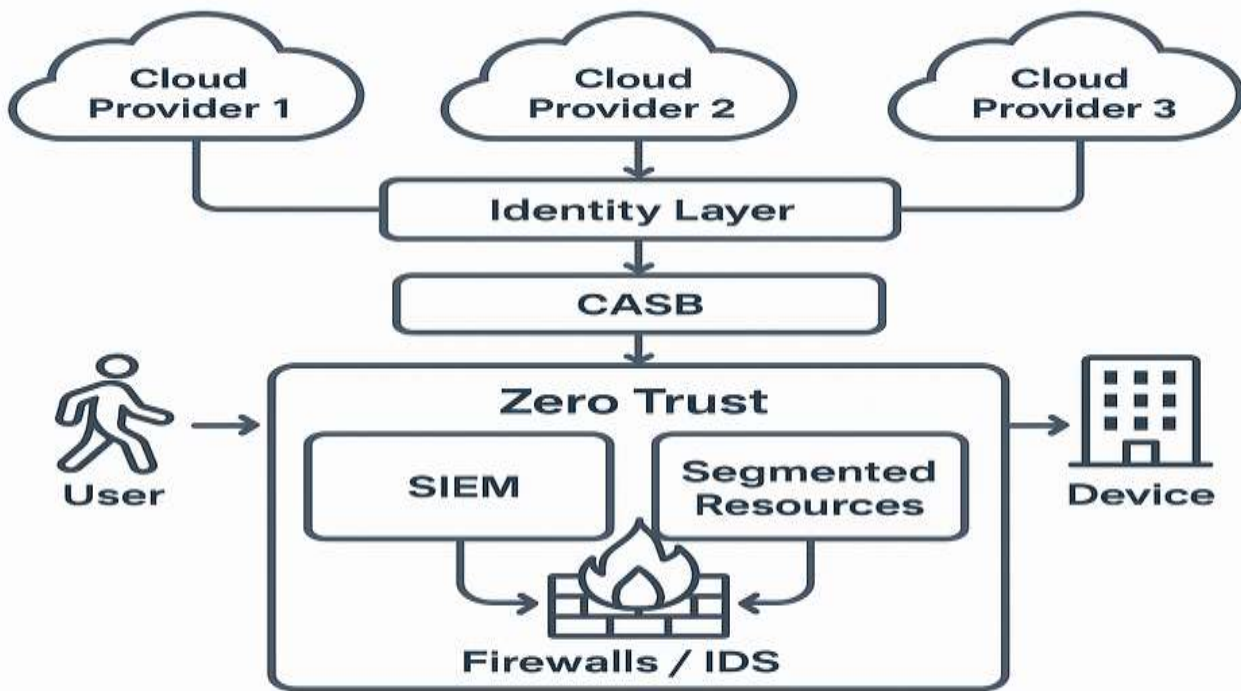 Cloud
Provider 1
Cloud
Provider 2
Cloud
Provider 3
Identity Layer
CASB
Zero Trust
User
SIEM
Segmented
Resources
Device
Firewalls / IDS